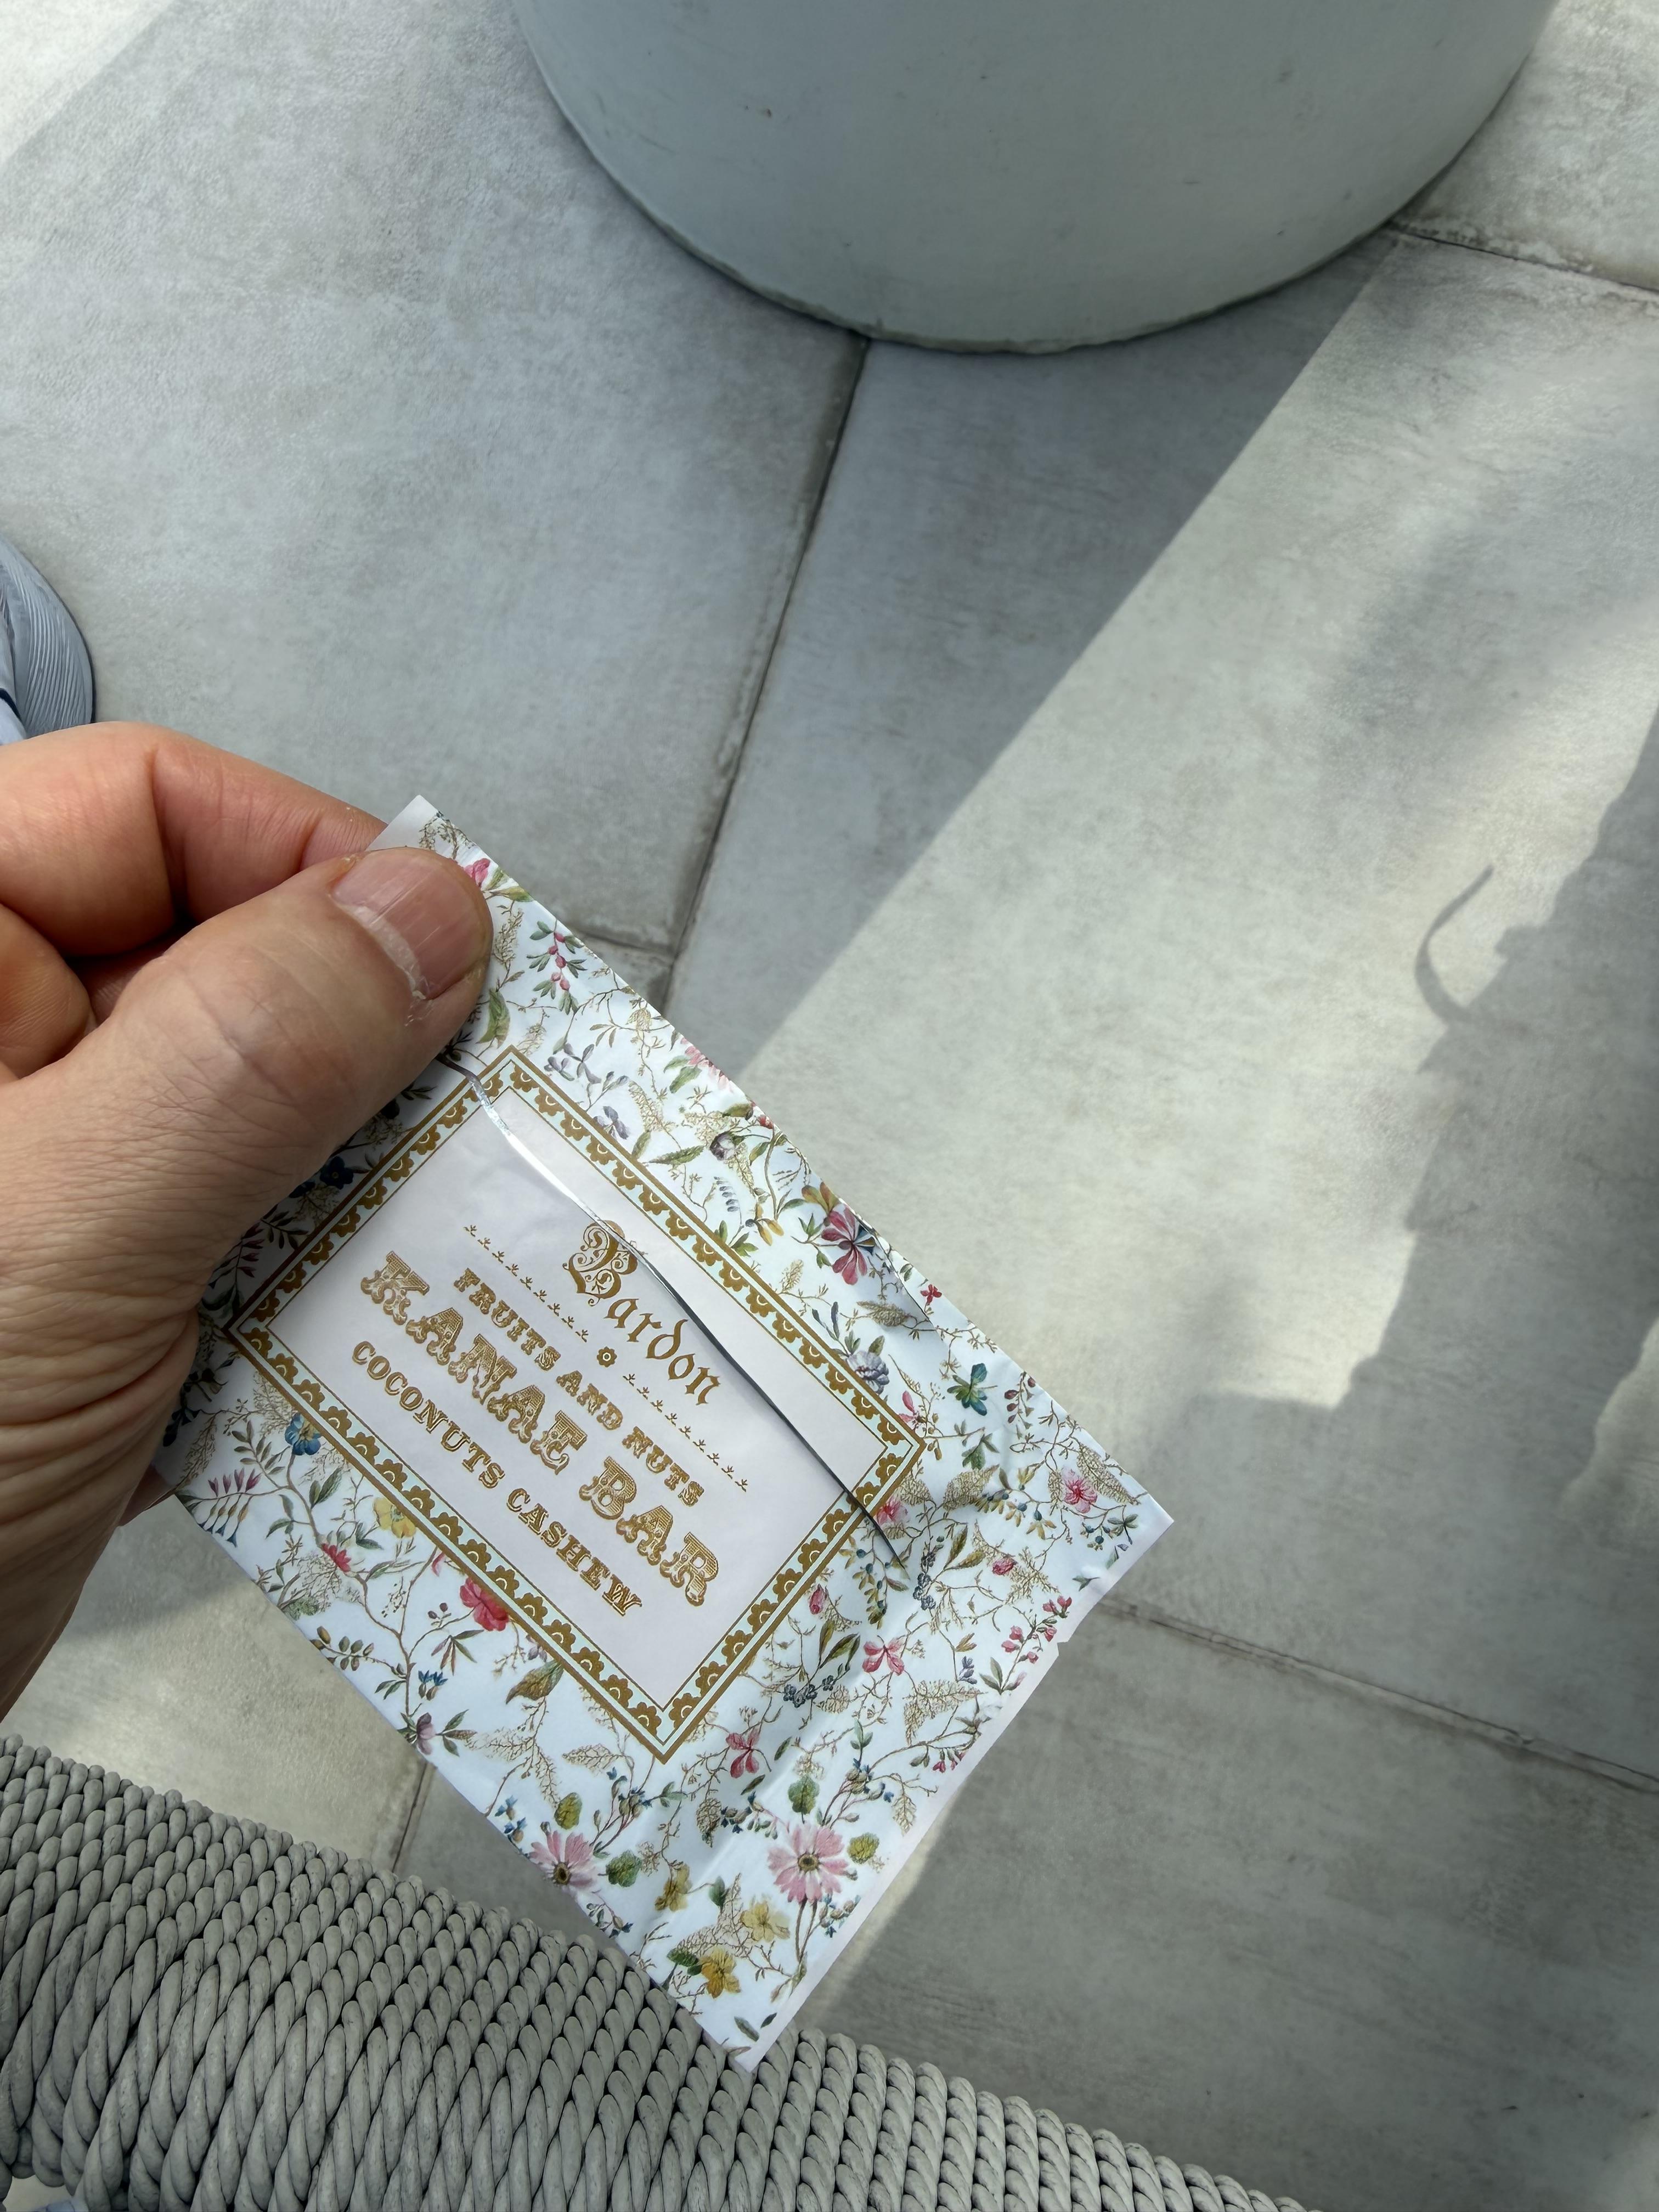 Bardon
FRUITS AND NUTS
KANAE BAR
COCONUTS CASHEW